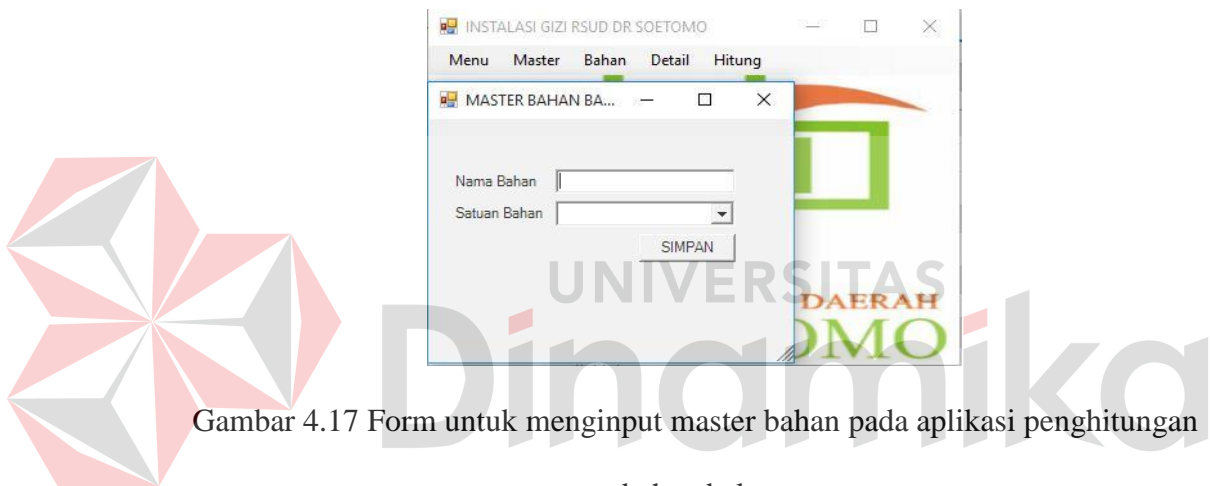 INSTALASI GIZI RSUD DR SOETOMO
Menu Master Bahan Detail Hitung
MASTER BAHAN BA...
Nama Bahan
Satuan Bahan
SIMPAN
UNIVERSITAS
DAERAH
Dinamika
OMO
Gambar 4.17 Form untuk menginput master bahan pada aplikasi penghitungan